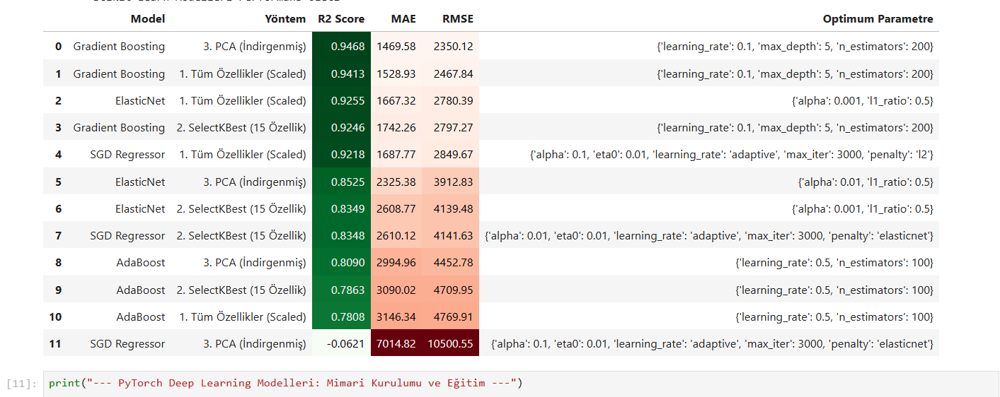 Model Yöntem R2 Score MAE RMSE Optimum Parametre
0 Gradient Boosting 3. PCA (İndirgenmiş) 0.9468 1469.58 2350.12 {'learning_rate': 0.1, 'max_depth': 5, 'n_estimators': 200}
1 Gradient Boosting 1. Tüm Özellikler (Scaled) 0.9413 1528.93 2467.84 {'learning_rate': 0.1, 'max_depth': 5, 'n_estimators': 200}
2 ElasticNet 1. Tüm Özellikler (Scaled) 0.9255 1667.32 2780.39 {'alpha': 0.001, 'l1_ratio': 0.5}
3 Gradient Boosting 2. SelectKBest (15 Özellik) 0.9246 1742.26 2797.27 {'learning_rate': 0.1, 'max_depth': 5, 'n_estimators': 200}
4 SGD Regressor 1. Tüm Özellikler (Scaled) 0.9218 1687.77 2849.67 {'alpha': 0.1, 'eta0': 0.01, 'learning_rate': 'adaptive', 'max_iter': 3000, 'penalty': 'l2'}
5 ElasticNet 3. PCA (İndirgenmiş) 0.8525 2325.38 3912.83 {'alpha': 0.01, 'l1_ratio': 0.5}
6 ElasticNet 2. SelectKBest (15 Özellik) 0.8349 2608.77 4139.48 {'alpha': 0.001, 'l1_ratio': 0.5}
7 SGD Regressor 2. SelectKBest (15 Özellik) 0.8348 2610.12 4141.63 {'alpha': 0.01, 'eta0': 0.01, 'learning_rate': 'adaptive', 'max_iter': 3000, 'penalty': 'elasticnet'}
8 AdaBoost 3. PCA (İndirgenmiş) 0.8090 2994.96 4452.78 {'learning_rate': 0.5, 'n_estimators': 100}
9 AdaBoost 2. SelectKBest (15 Özellik) 0.7863 3090.02 4709.95 {'learning_rate': 0.5, 'n_estimators': 100}
10 AdaBoost 1. Tüm Özellikler (Scaled) 0.7808 3146.34 4769.91 {'learning_rate': 0.5, 'n_estimators': 100}
11 SGD Regressor 3. PCA (İndirgenmiş) -0.0621 7014.82 10500.55 {'alpha': 0.1, 'eta0': 0.01, 'learning_rate': 'adaptive', 'max_iter': 3000, 'penalty': 'elasticnet'}
[11]: print("--- PyTorch Deep Learning Modelleri: Mimari Kurulumu ve Eğitim ---")